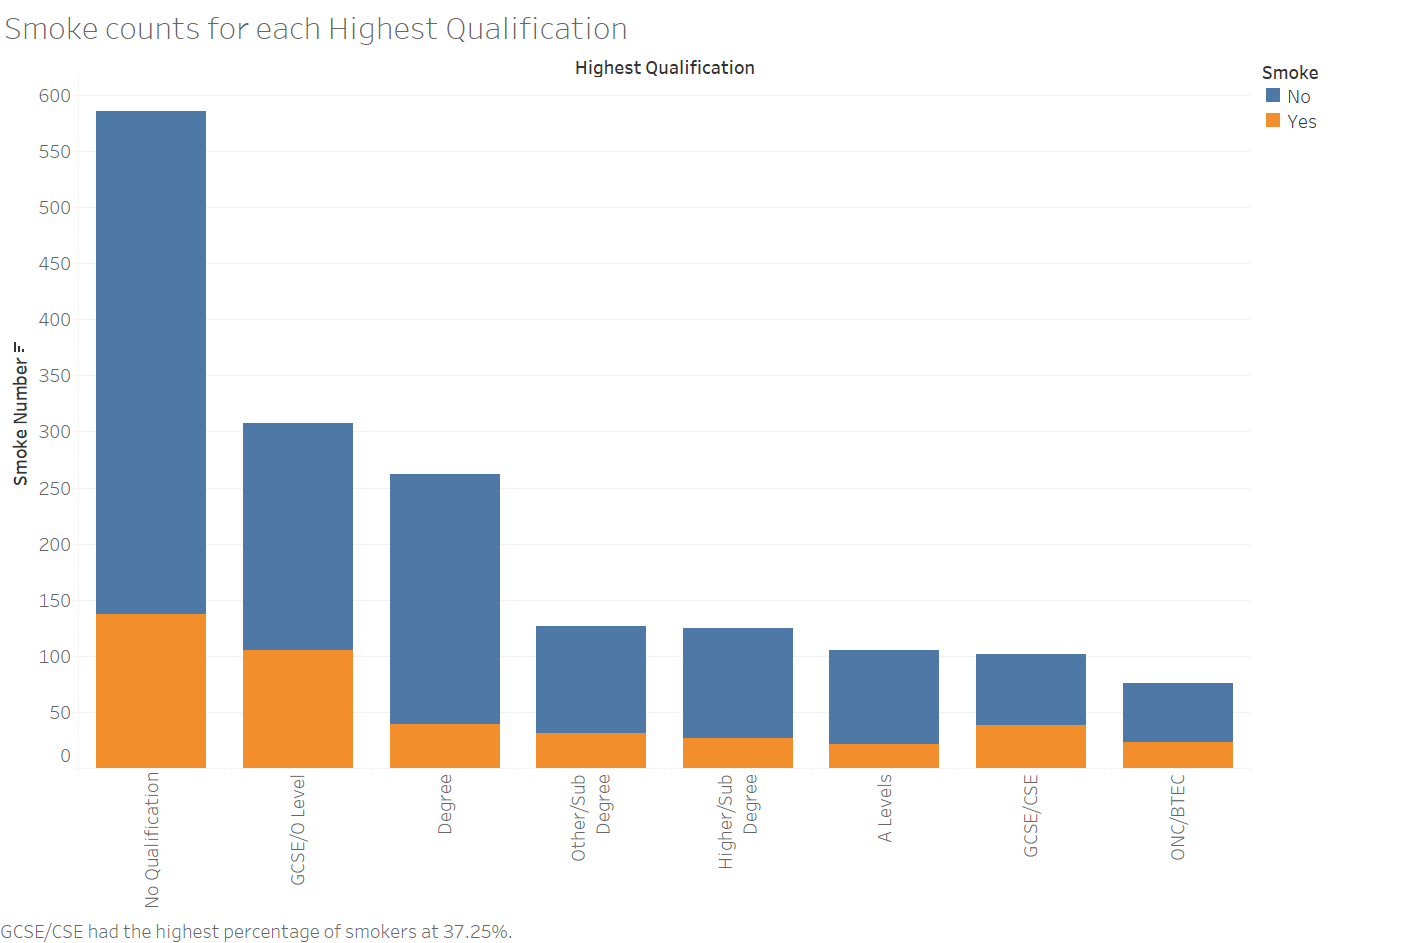 Smoke counts for each Highest Qualification
Highest Qualification
Smoke
No
Yes
Smoke Number
600
550
500
450
400
350
300
250
200
150
100
50
0
No Qualification
GCSE/O Level
Degree
Other/Sub
Degree
Higher/Sub
Degree
A Levels
GCSE/CSE
ONC/BTEC
GCSE/CSE had the highest percentage of smokers at 37.25%.